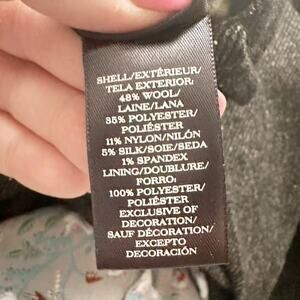 SHELL/EXTÉRIEUR/
TELA EXTERIOR:
48% WOOL/
LAINE/LANA
35% POLYESTER/
POLIÉSTER
11% NYLON/NILÓN
5% SILK/SOIE/SEDA
1% SPANDEX
LINING/DOUBLURE/
FORRO:
100% POLYESTER/
POLIÉSTER
EXCLUSIVE OF
DECORATION/
SAUF DÉCORATION/
EXCEPTO
DECORACIÓN